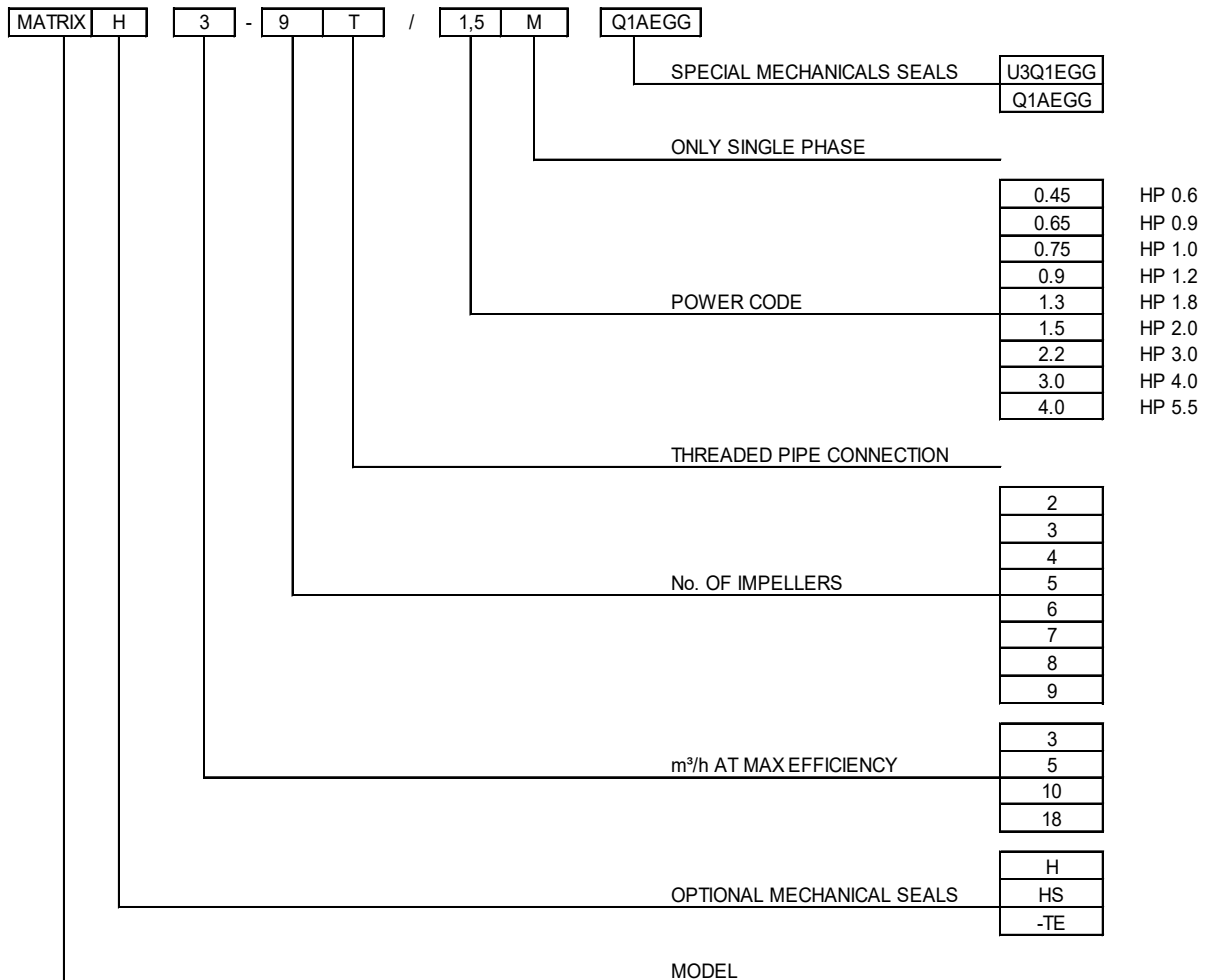 MATRIX H 3 - 9 T / 1,5 M Q1AEGG
SPECIAL MECHANICALS SEALS U3Q1EGG
Q1AEGG
ONLY SINGLE PHASE
0.45 HP 0.6
0.65 HP 0.9
0.75 HP 1.0
0.9 HP 1.2
POWER CODE 1.3 HP 1.8
1.5 HP 2.0
2.2 HP 3.0
3.0 HP 4.0
4.0 HP 5.5
THREADED PIPE CONNECTION
2
3
4
No. OF IMPELLERS 5
6
7
8
9
3
m³/h AT MAX EFFICIENCY 5
10
18
H
OPTIONAL MECHANICAL SEALS HS
-TE
MODEL